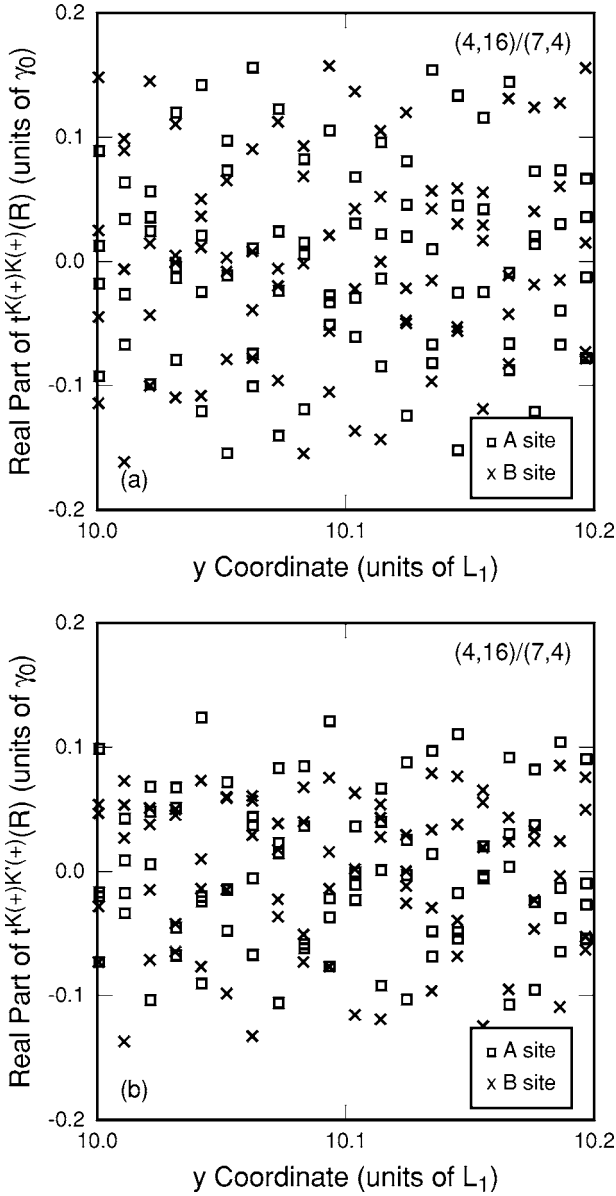 0.2
(4,16)/(7,4)
0.1
0.0
-0.1
-0.2
Real Part of t^{K(+)K(+)}(R) (units of γ₀)
A site
B site
(a)
10.0
10.1
10.2
y Coordinate (units of L₁)
0.2
(4,16)/(7,4)
0.1
0.0
-0.1
-0.2
Real Part of t^{K(+)K'(+)}(R) (units of γ₀)
A site
B site
(b)
10.0
10.1
10.2
y Coordinate (units of L₁)